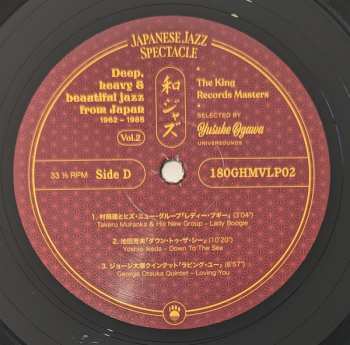 JAPANESE JAZZ
SPECTACLE
Deep,
heavy &
beautiful jazz
from Japan
1962 – 1985
Vol.2
和ジャズ
The King
Records Masters
SELECTED BY
Yusuke Ogawa
UNIVERSOUNDS
33 ⅓ RPM
Side D
180GHMVLP02
1. 村岡建とヒズ・ニュー・グループ「レディー・ブギー」(3'04")
Takeru Muraoka & His New Group – Lady Boogie
2. 池田芳夫「ダウン・トゥ・ザ・シー」(10'20")
Yoshio Ikeda – Down To The Sea
3. ジョージ大塚クインテット「ラビング・ユー」(6'57")
George Otsuka Quintet – Loving You